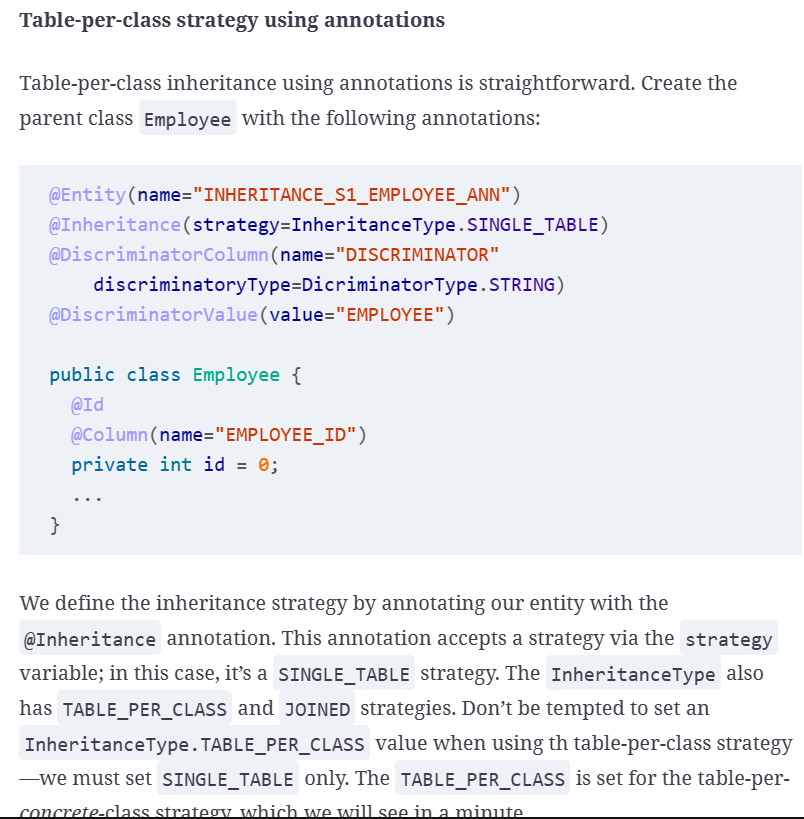 Table-per-class strategy using annotations
Table-per-class inheritance using annotations is straightforward. Create the
parent class Employee with the following annotations:
@Entity(name="INHERITANCE_S1_EMPLOYEE_ANN")
@Inheritance(strategy=InheritanceType.SINGLE_TABLE)
@DiscriminatorColumn(name="DISCRIMINATOR"
    discriminatoryType=DicriminatorType.STRING)
@DiscriminatorValue(value="EMPLOYEE")
public class Employee {
  @Id
  @Column(name="EMPLOYEE_ID")
  private int id = 0;
  ...
}
We define the inheritance strategy by annotating our entity with the
@Inheritance annotation. This annotation accepts a strategy via the strategy
variable; in this case, it’s a SINGLE_TABLE strategy. The InheritanceType also
has TABLE_PER_CLASS and JOINED strategies. Don’t be tempted to set an
InheritanceType.TABLE_PER_CLASS value when using th table-per-class strategy
—we must set SINGLE_TABLE only. The TABLE_PER_CLASS is set for the table-per-
concrete-class strategy, which we will see in a minute.